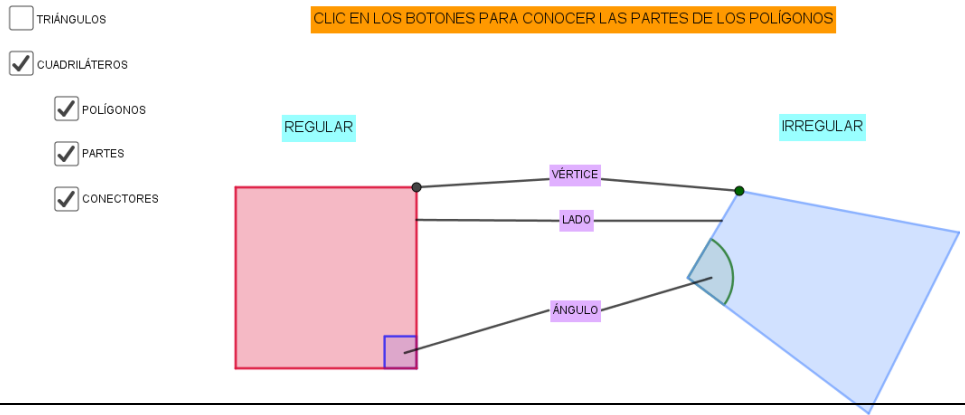 TRIÁNGULOS
CLIC EN LOS BOTONES PARA CONOCER LAS PARTES DE LOS POLÍGONOS
CUADRILÁTEROS
POLÍGONOS
PARTES
CONECTORES
REGULAR
IRREGULAR
VÉRTICE
LADO
ÁNGULO